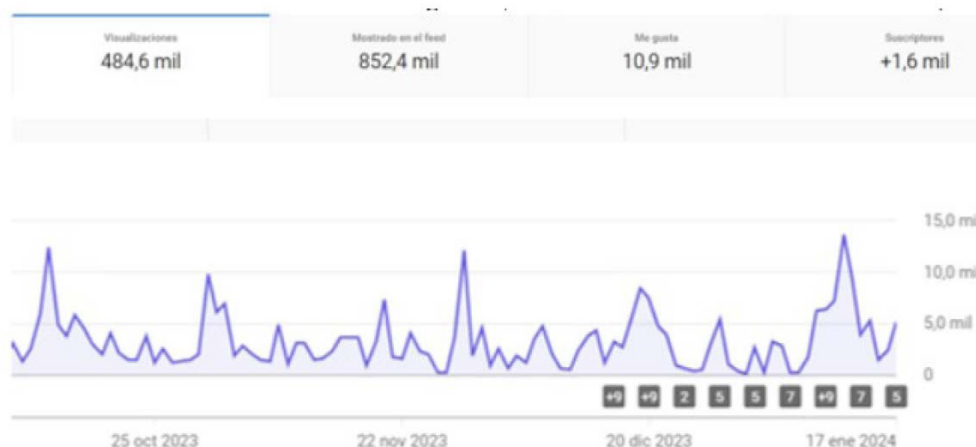 Visualizaciones Mostrado en el feed Me gusta Suscriptores
484,6 mil 852,4 mil 10,9 mil +1,6 mil
15,0 mi
10,0 mi
5,0 mil
0
+9 +9 2 5 5 7 +9 7 5
25 oct 2023 22 nov 2023 20 dic 2023 17 ene 2024